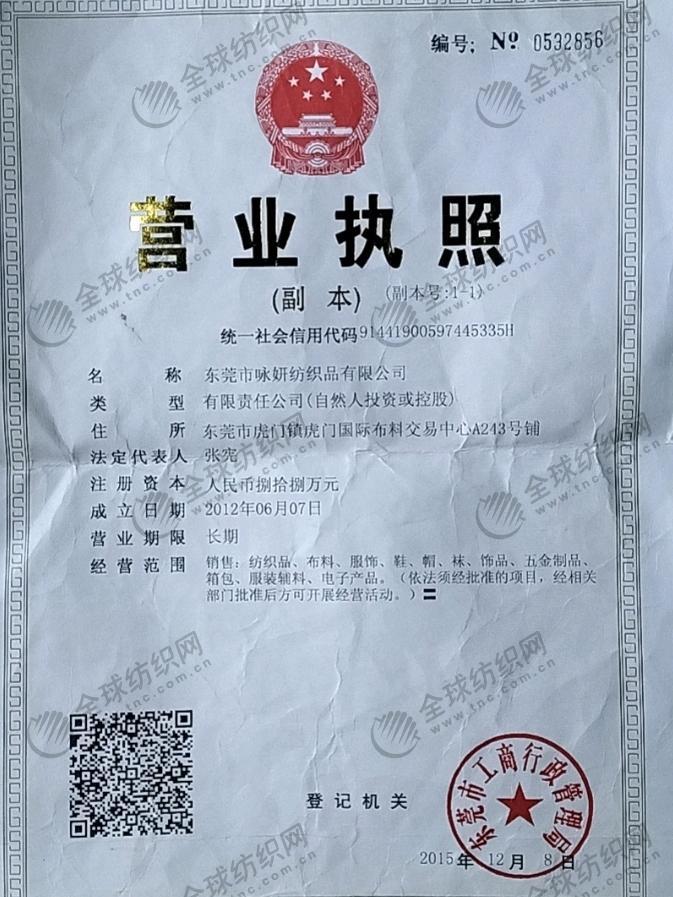 编号: № 0532856
营业执照
(副 本) (副本号:1-1)
统一社会信用代码91441900597445335H
名 称 东莞市咏妍纺织品有限公司
类 型 有限责任公司(自然人投资或控股)
住 所 东莞市虎门镇虎门国际布料交易中心A243号铺
法定代表人 张宪
注册资本 人民币捌拾捌万元
成立日期 2012年06月07日
营业期限 长期
经营范围 销售：纺织品、布料、服饰、鞋、帽、袜、饰品、五金制品、
箱包、服装辅料、电子产品。（依法须经批准的项目，经相关
部门批准后方可开展经营活动。）
登记机关
东莞市工商行政管理局
2015年 12月 8日
全球纺织网
www.tnc.com.cn